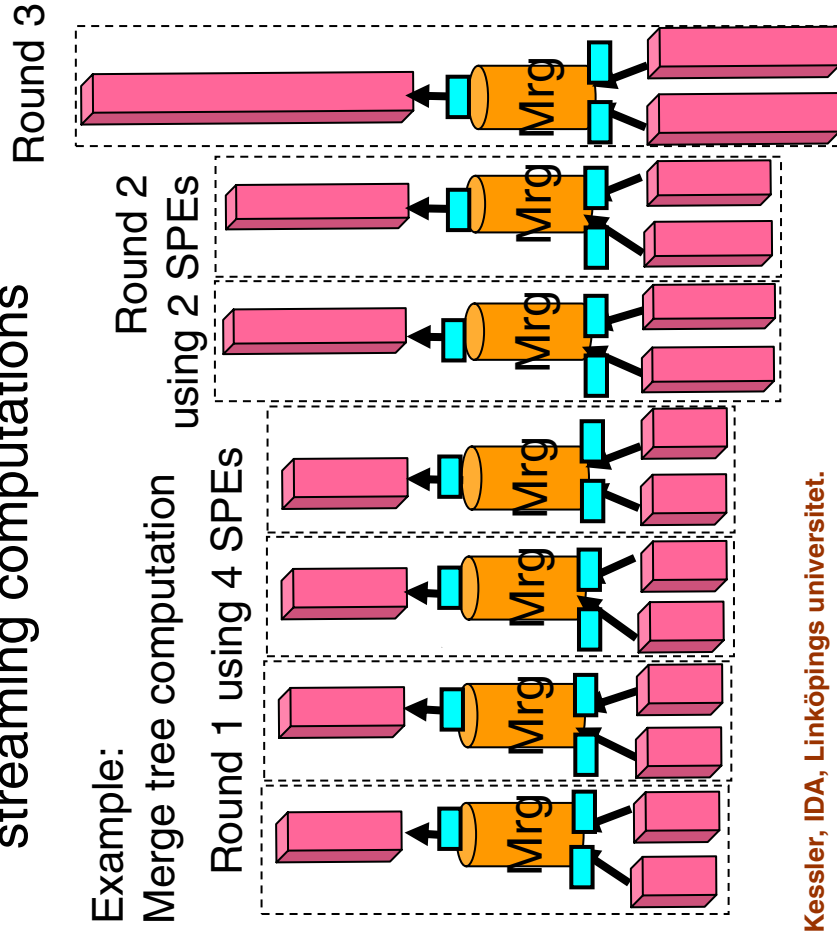 streaming computations
Example:
Merge tree computation
Round 1 using 4 SPEs
Round 2
using 2 SPEs
Round 3
Mrg
Mrg
Mrg
Mrg
Mrg
Mrg
Mrg
Kessler, IDA, Linköpings universitet.